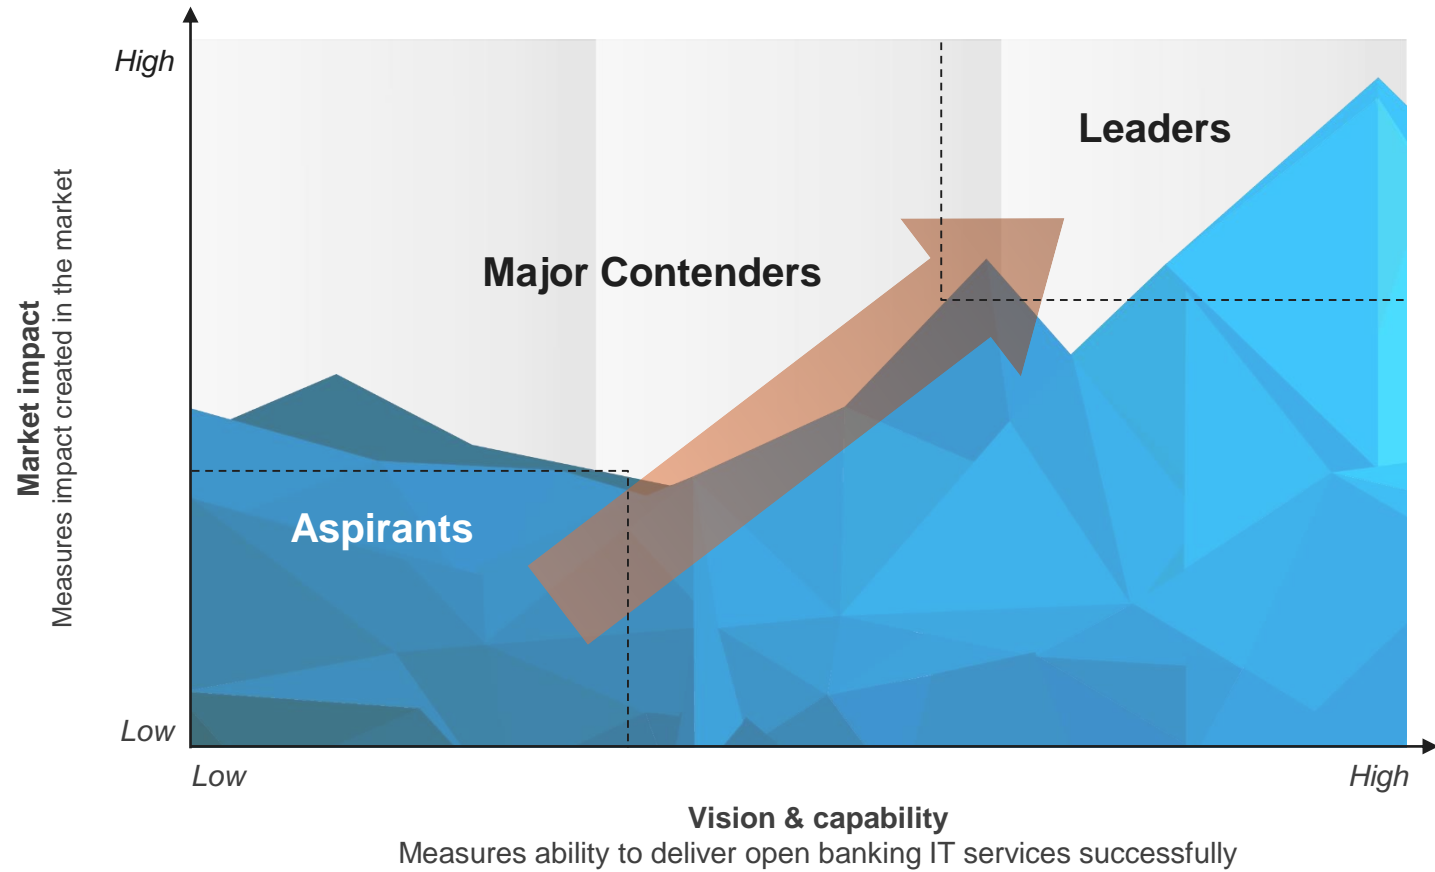 High
Leaders
Major Contenders
Market impact
Measures impact created in the market
Aspirants
Low
Low
High
Vision & capability
Measures ability to deliver open banking IT services successfully